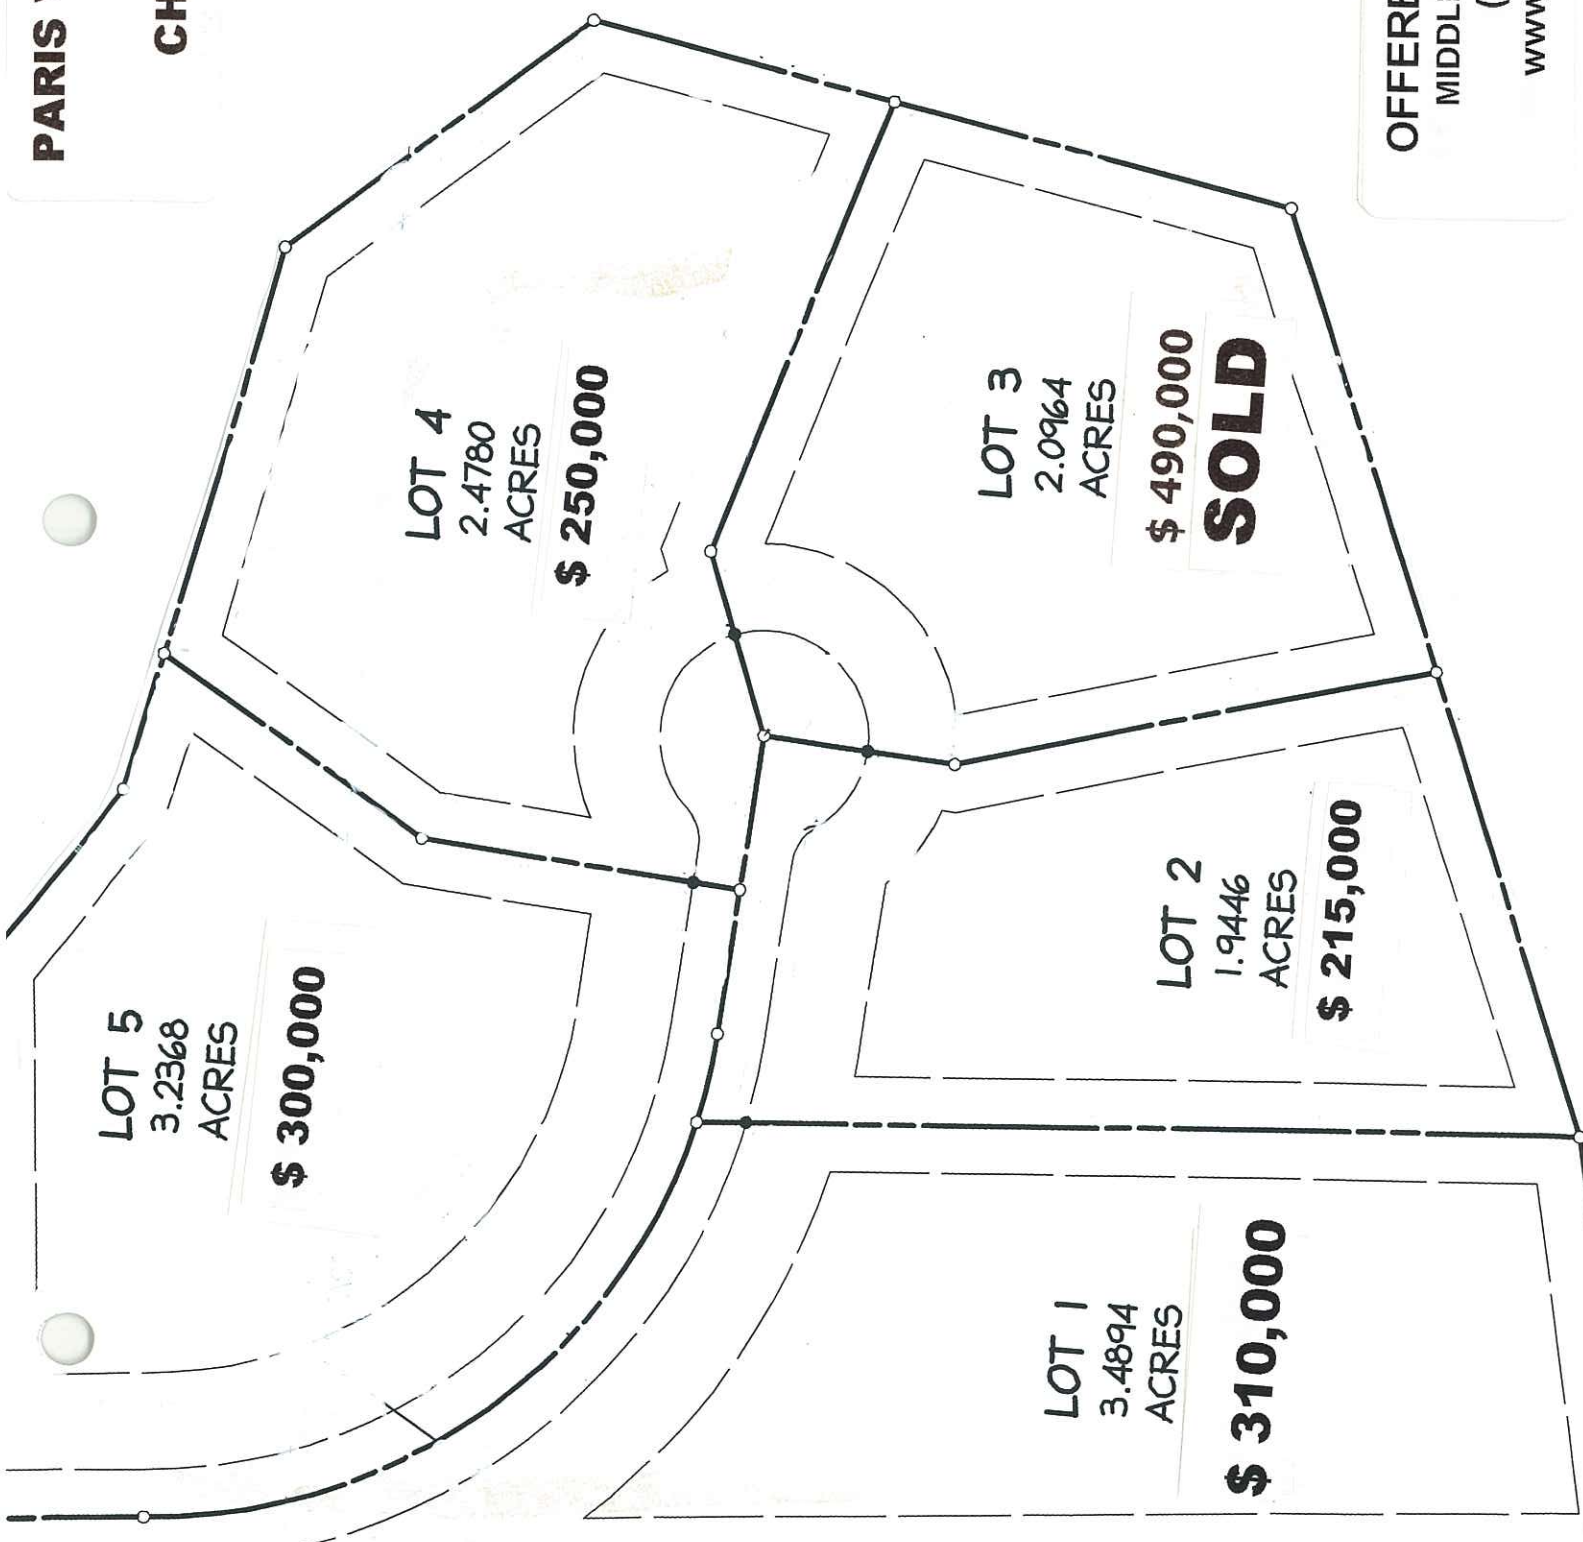 PARIS
CH
LOT 5
3.2368
ACRES
$ 300,000
LOT 4
2.4780
ACRES
$ 250,000
LOT 3
2.0964
ACRES
$ 490,000
SOLD
LOT 2
1.9446
ACRES
$ 215,000
LOT 1
3.4894
ACRES
$ 310,000
OFFERE
MIDDL
(
www